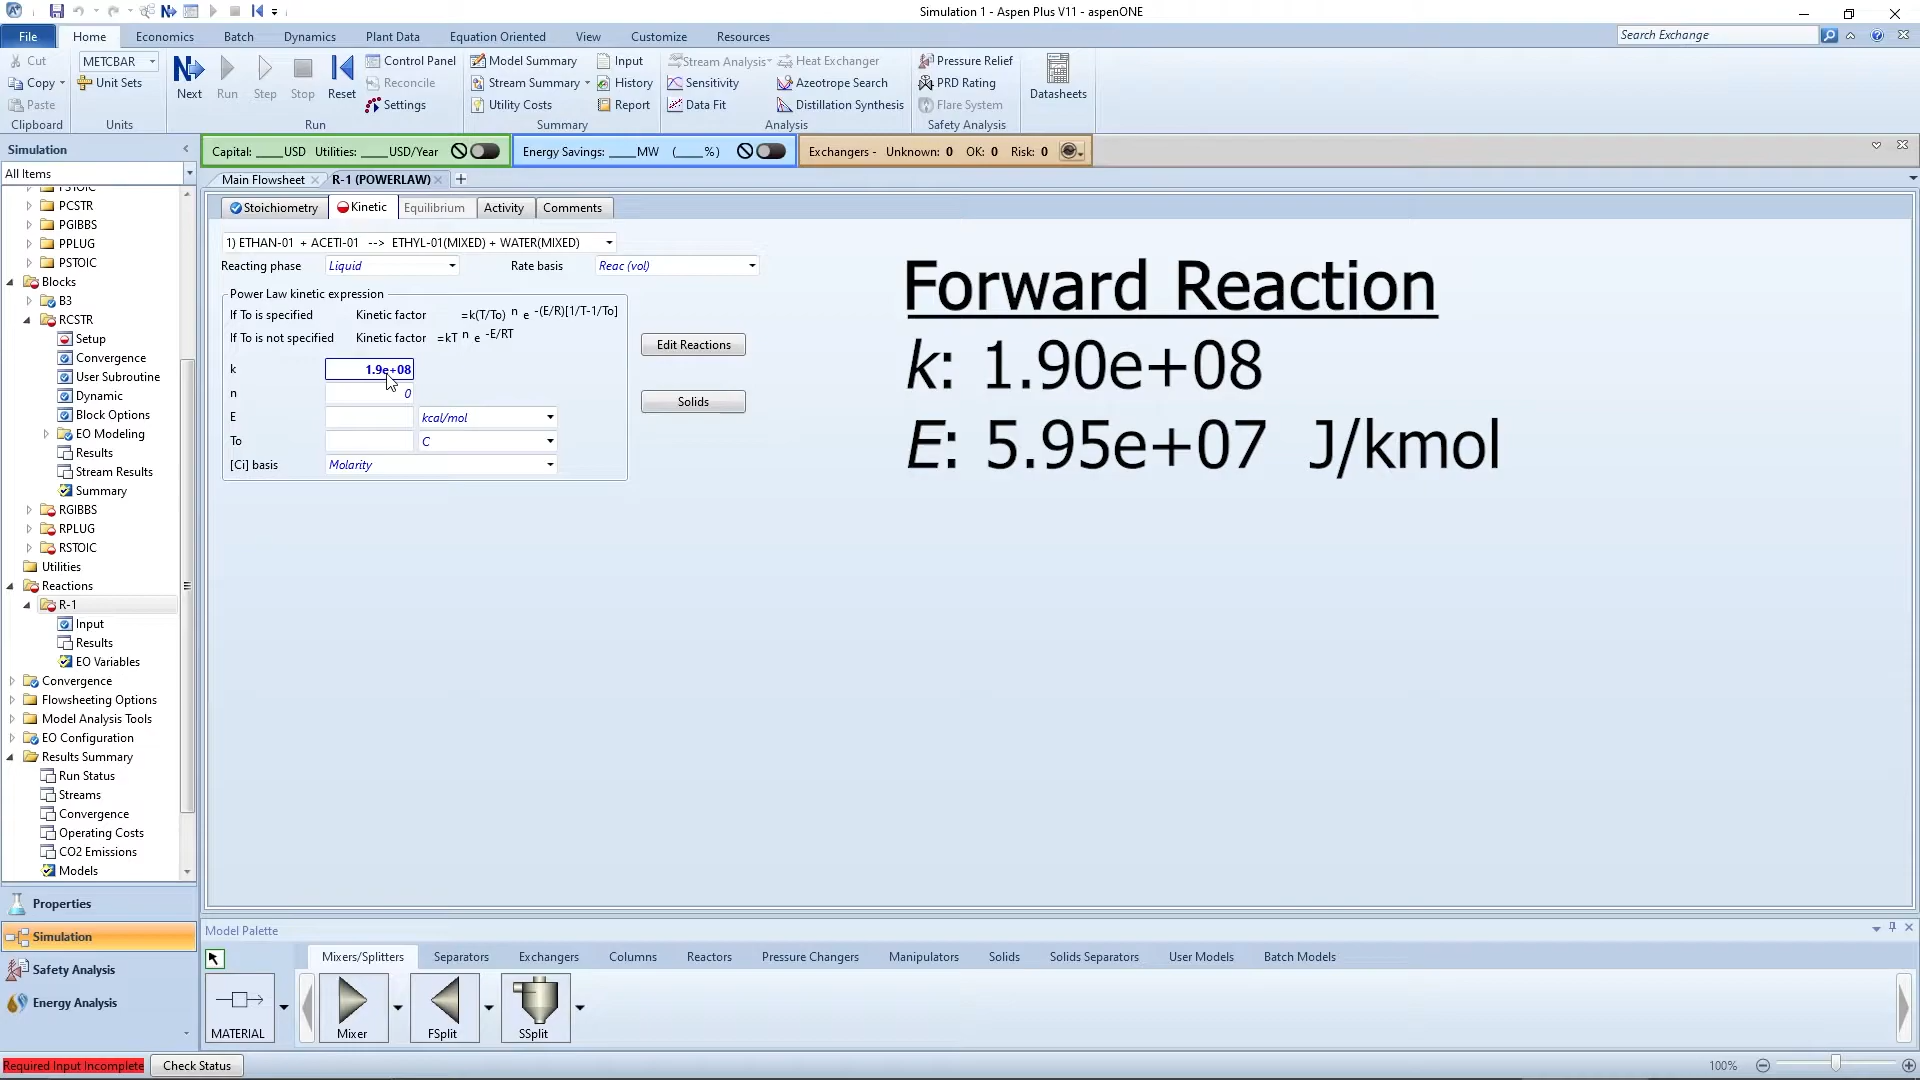 Simulation 1 - Aspen Plus V11 - aspenONE
File Home Economics Batch Dynamics Plant Data Equation Oriented View Customize Resources Search Exchange
Cut METCBAR Control Panel Model Summary Input Stream Analysis Heat Exchanger Pressure Relief
Copy Unit Sets Next Run Step Stop Reset Reconcile Stream Summary History Sensitivity Azeotrope Search PRD Rating Datasheets
Paste Settings Utility Costs Report Data Fit Distillation Synthesis Flare System
Clipboard Units Run Summary Analysis Safety Analysis
Simulation Capital: ____USD Utilities: ____USD/Year Energy Savings: ____MW (____%) Exchangers - Unknown: 0 OK: 0 Risk: 0
All Items
Main Flowsheet R-1 (POWERLAW)
PSTOIC
PCSTR
PGIBBS
PPLUG
PSTOIC
Blocks
B3
RCSTR
Setup
Convergence
User Subroutine
Dynamic
Block Options
EO Modeling
Results
Stream Results
Summary
RGIBBS
RPLUG
RSTOIC
Utilities
Reactions
R-1
Input
Results
EO Variables
Convergence
Flowsheeting Options
Model Analysis Tools
EO Configuration
Results Summary
Run Status
Streams
Convergence
Operating Costs
CO2 Emissions
Models
Properties
Simulation
Safety Analysis
Energy Analysis
Stoichiometry Kinetic Equilibrium Activity Comments
1) ETHAN-01 + ACETI-01 --> ETHYL-01(MIXED) + WATER(MIXED)
Reacting phase Liquid Rate basis Reac (vol)
Power Law kinetic expression
If To is specified Kinetic factor =k(T/To) n e -(E/R)[1/T-1/To]
If To is not specified Kinetic factor =kT n e -E/RT
k 1.9e+08
n 0
E kcal/mol
To C
[Ci] basis Molarity
Edit Reactions
Solids
Forward Reaction
k: 1.90e+08
E: 5.95e+07 J/kmol
Model Palette
Mixers/Splitters Separators Exchangers Columns Reactors Pressure Changers Manipulators Solids Solids Separators User Models Batch Models
MATERIAL Mixer FSplit SSplit
Required Input Incomplete Check Status 100%